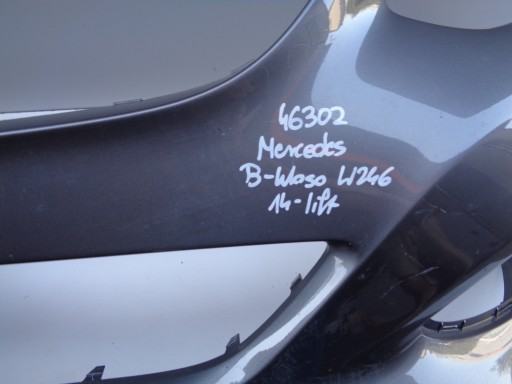 46302
Mercedes
B-klasa W246
14-lift